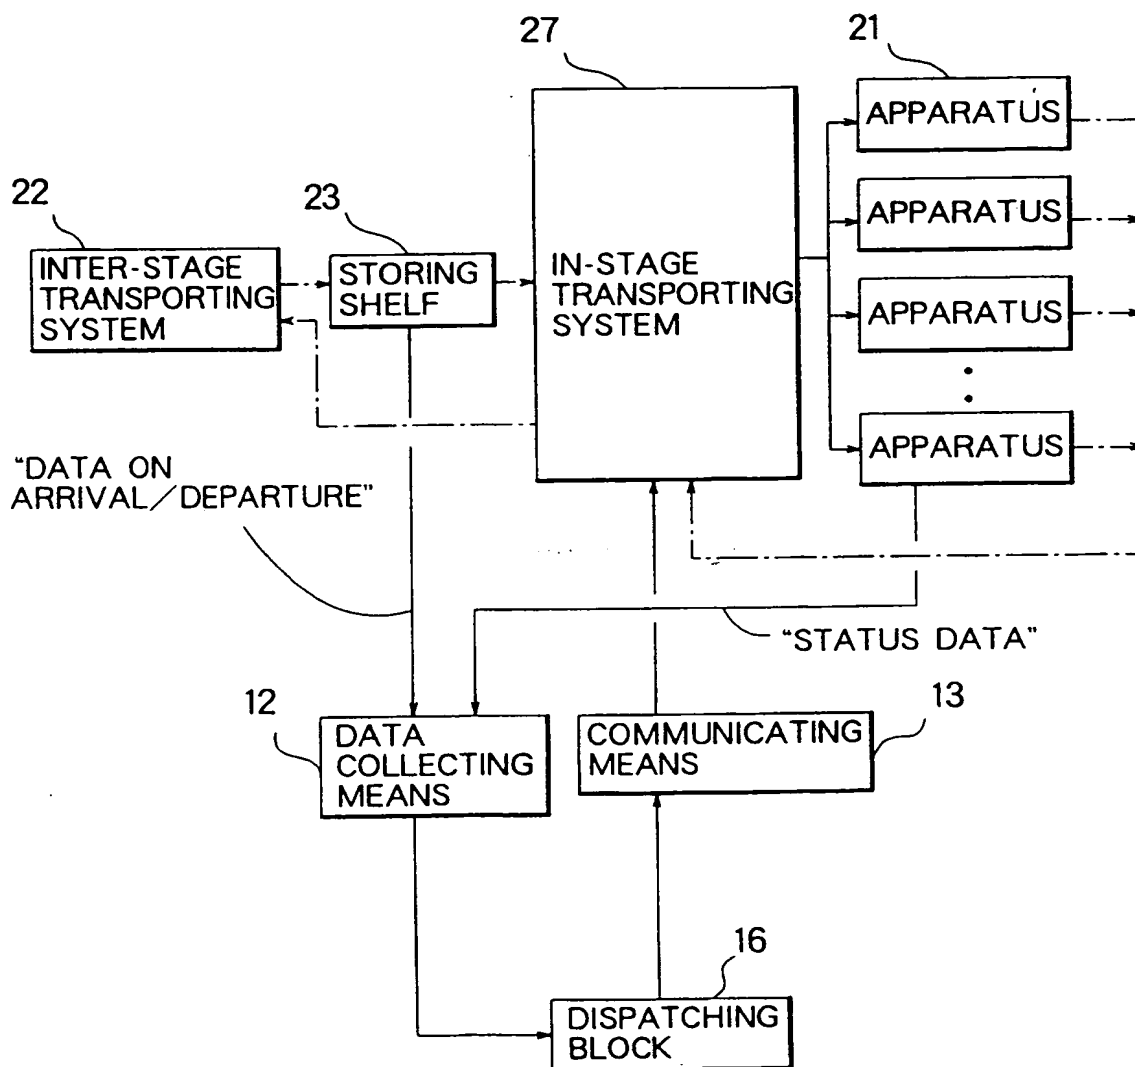 27
21
APPARATUS
22
23
APPARATUS
INTER-STAGE
TRANSPORTING
SYSTEM
STORING
SHELF
IN-STAGE
TRANSPORTING
SYSTEM
APPARATUS
APPARATUS
"DATA ON
ARRIVAL/DEPARTURE"
"STATUS DATA"
12
13
DATA
COLLECTING
MEANS
COMMUNICATING
MEANS
16
DISPATCHING
BLOCK